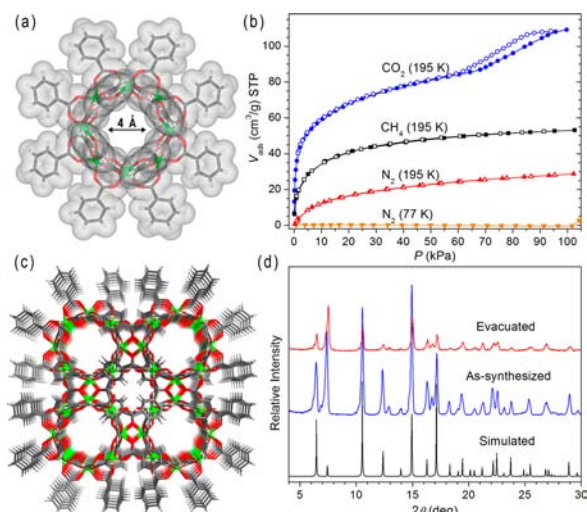 (a)
4 Å
(b)
V_ads (cm³/g) STP
100
80
60
40
20
0
CO₂ (195 K)
CH₄ (195 K)
N₂ (195 K)
N₂ (77 K)
0 10 20 30 40 50 60 70 80 90 100
P (kPa)
(c)
(d)
Relative Intensity
Evacuated
As-synthesized
Simulated
5 10 15 20 25 30
2θ (deg)